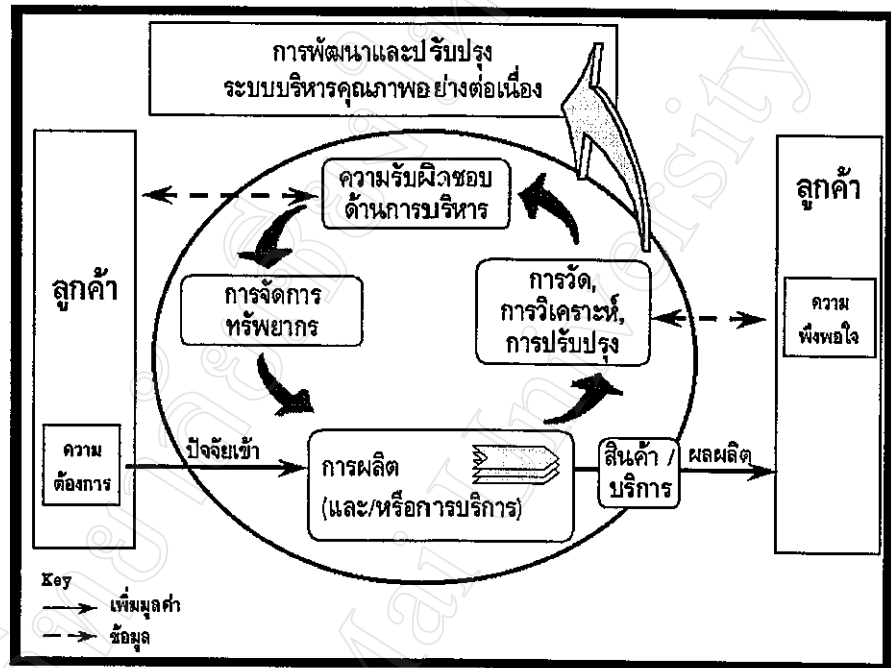 การพัฒนาและปรับปรุง
ระบบบริหารคุณภาพอย่างต่อเนื่อง
ลูกค้า
ความ
ต้องการ
ความรับผิดชอบ
ด้านการบริหาร
การจัดการ
ทรัพยากร
การวัด,
การวิเคราะห์,
การปรับปรุง
ปัจจัยเข้า
การผลิต
(และ/หรือการบริการ)
สินค้า /
บริการ
ผลผลิต
ลูกค้า
ความ
พึงพอใจ
Key
เพิ่มมูลค่า
ข้อมูล
Mai University